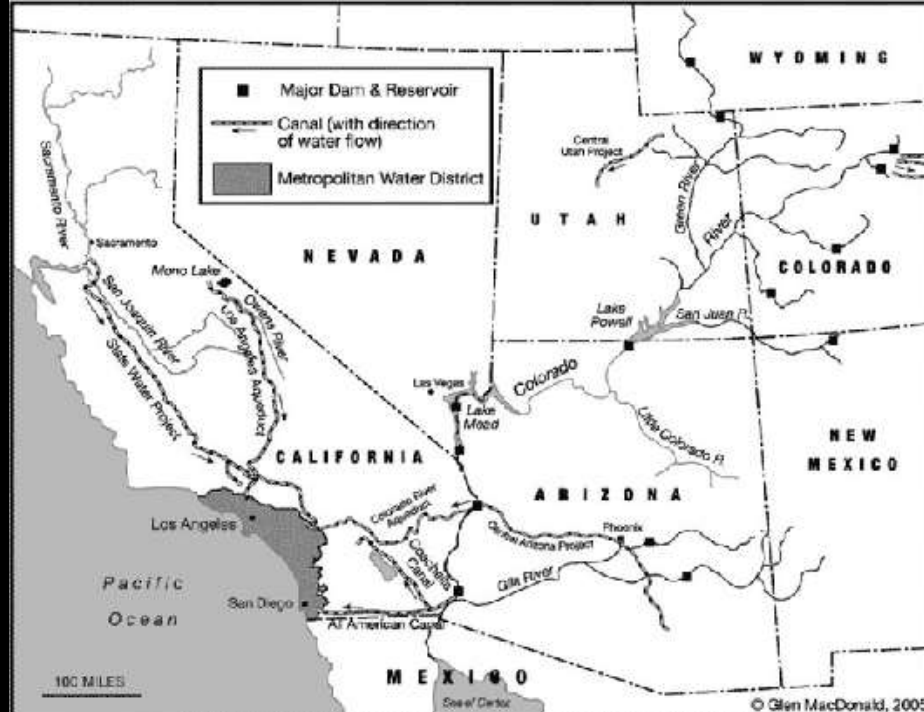 WYOMING
Major Dam & Reservoir
Canal (with direction
of water flow)
Metropolitan Water District
Sacramento River
Central
Utah Project
Green River
UTAH
River
Sacramento
NEVADA
Mono Lake
COLORADO
San Joaquin River
Owens River
Los Angeles Aqueduct
State Water Project
Lake
Powell
San Juan R.
Las Vegas
Colorado
Lake
Mead
Little Colorado R.
NEW
MEXICO
CALIFORNIA
ARIZONA
Colorado River
Aqueduct
Los Angeles
Phoenix
Central Arizona Project
Coachella
Canal
Gila River
Pacific
Ocean
San Diego
All American Canal
MEXICO
100 MILES
Sea of Cortez
© Glen MacDonald, 2005